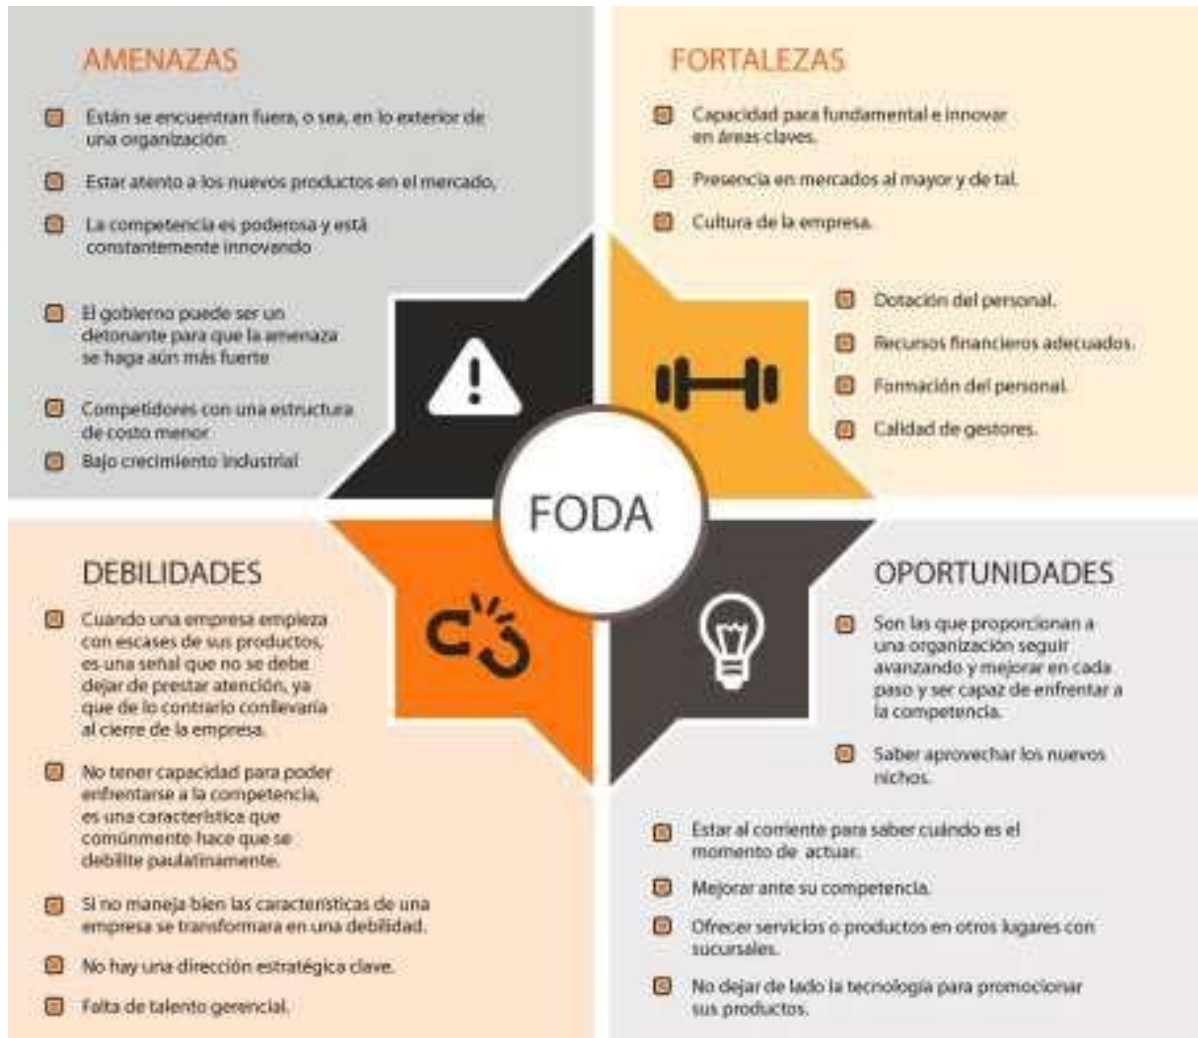 AMENAZAS
Están se encuentran fuera, o sea, en lo exterior de
una organización
Estar atento a los nuevos productos en el mercado,
La competencia es poderosa y está
constantemente innovando
El gobierno puede ser un
detonante para que la amenaza
se haga aún más fuerte
Competidores con una estructura
de costo menor
Bajo crecimiento industrial
FORTALEZAS
Capacidad para fundamental e innovar
en áreas claves.
Presencia en mercados al mayor y de tal.
Cultura de la empresa.
Dotación del personal.
Recursos financieros adecuados.
Formación del personal.
Calidad de gestores.
FODA
DEBILIDADES
Cuando una empresa empieza
con escases de sus productos,
es una señal que no se debe
dejar de prestar atención, ya
que de lo contrario conllevaría
al cierre de la empresa.
No tener capacidad para poder
enfrentarse a la competencia,
es una característica que
comúnmente hace que se
debilite paulatinamente.
Si no maneja bien las características de una
empresa se transformara en una debilidad.
No hay una dirección estratégica clave.
Falta de talento gerencial.
OPORTUNIDADES
Son las que proporcionan a
una organización seguir
avanzando y mejorar en cada
paso y ser capaz de enfrentar a
la competencia.
Saber aprovechar los nuevos
nichos.
Estar al corriente para saber cuándo es el
momento de actuar.
Mejorar ante su competencia.
Ofrecer servicios o productos en otros lugares con
sucursales.
No dejar de lado la tecnología para promocionar
sus productos.